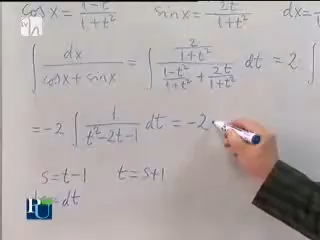 cos x = (1-t²)/(1+t²) sin x = 2t/(1+t²) dx =
∫ dx/(cos x + sin x) = ∫ (2/(1+t²))/((1-t²)/(1+t²) + 2t/(1+t²)) dt = 2 ∫
= -2 ∫ 1/(t²-2t-1) dt = -2
s = t-1 t = s+1
ds = dt